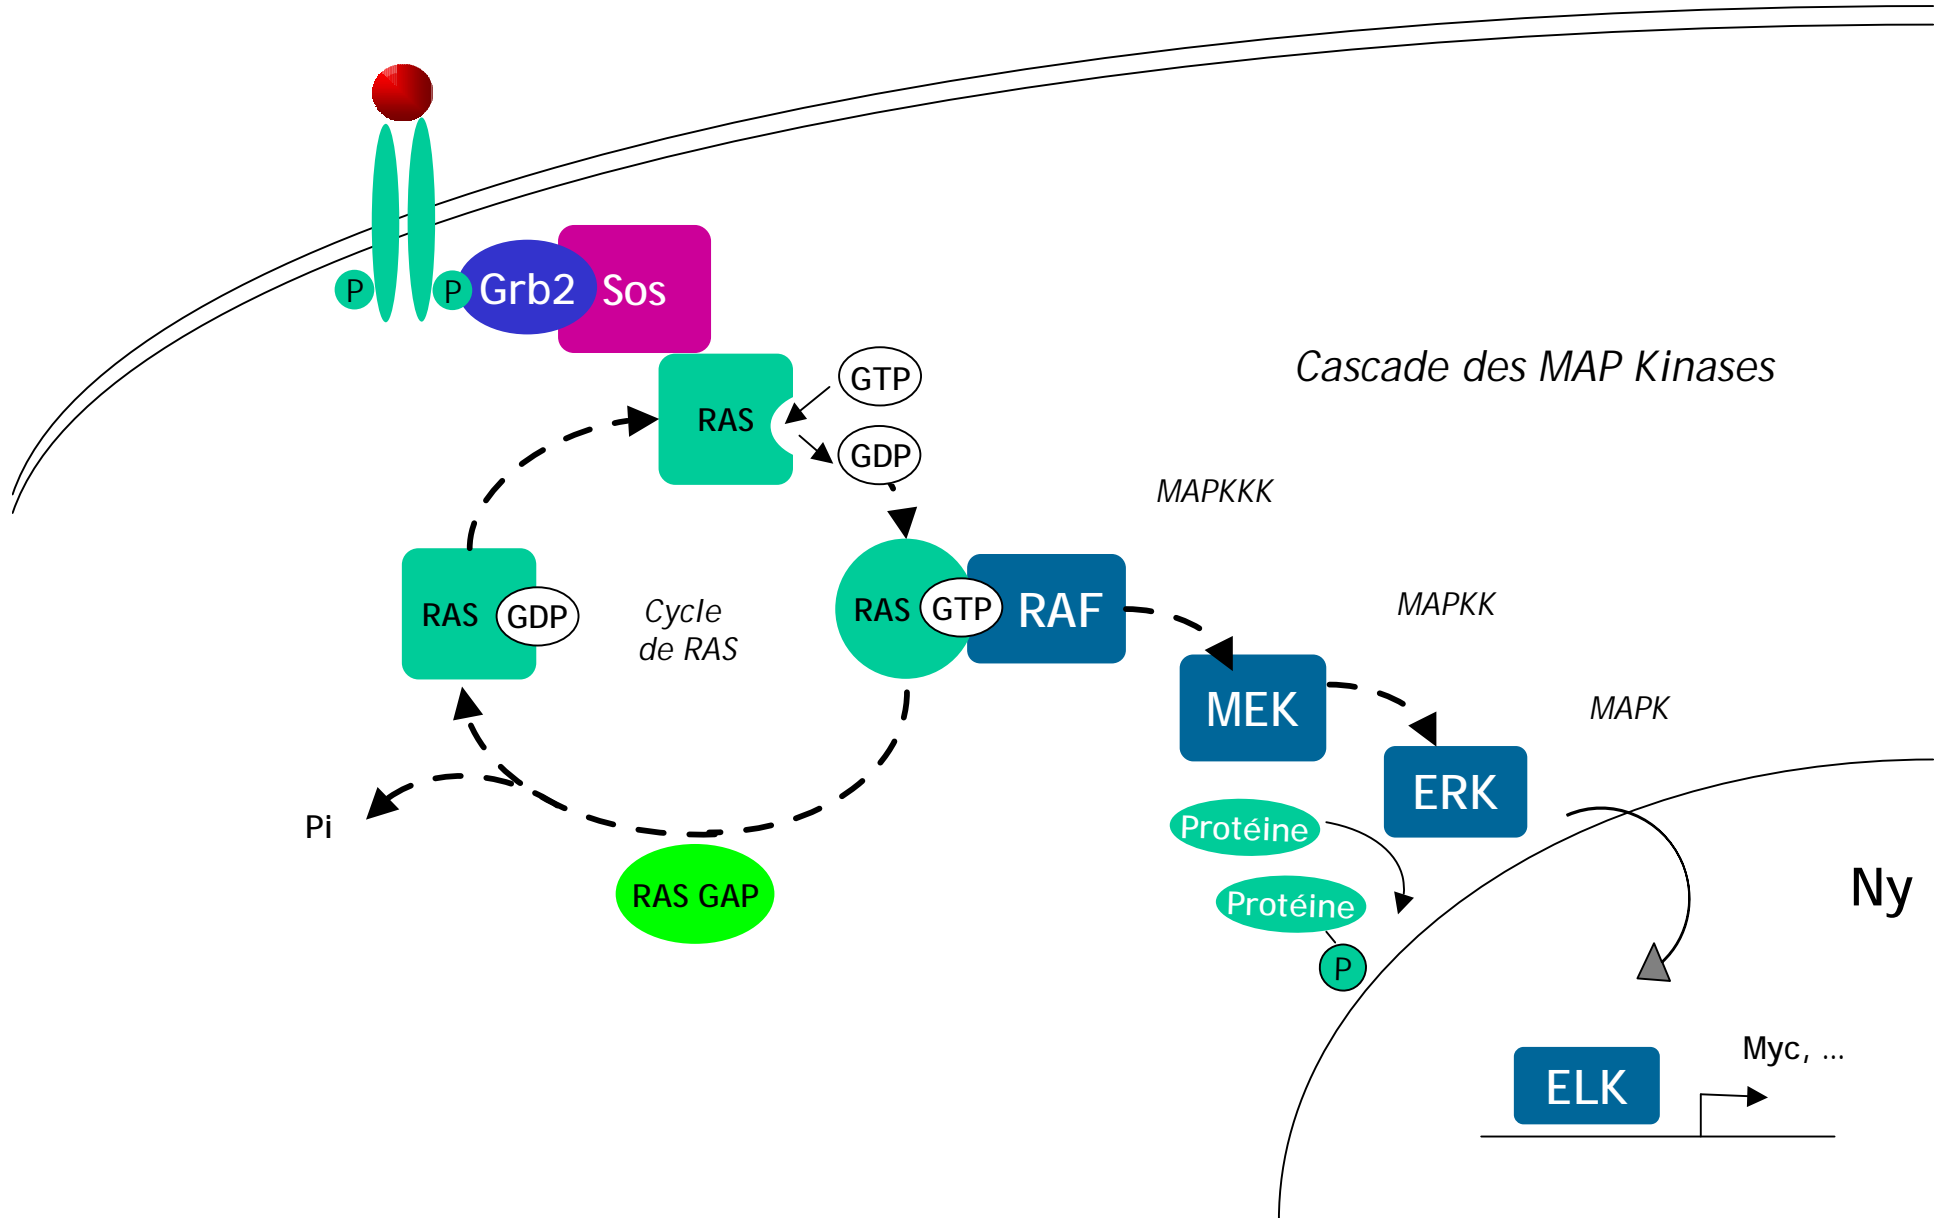 P
P
Grb2
Sos
RAS
GTP
GDP
Cascade des MAP Kinases
MAPKKK
RAS
GDP
Cycle
de RAS
RAS
GTP
RAF
MAPKK
MEK
MAPK
ERK
Pi
RAS GAP
Protéine
Protéine
P
Ny
Myc, ...
ELK